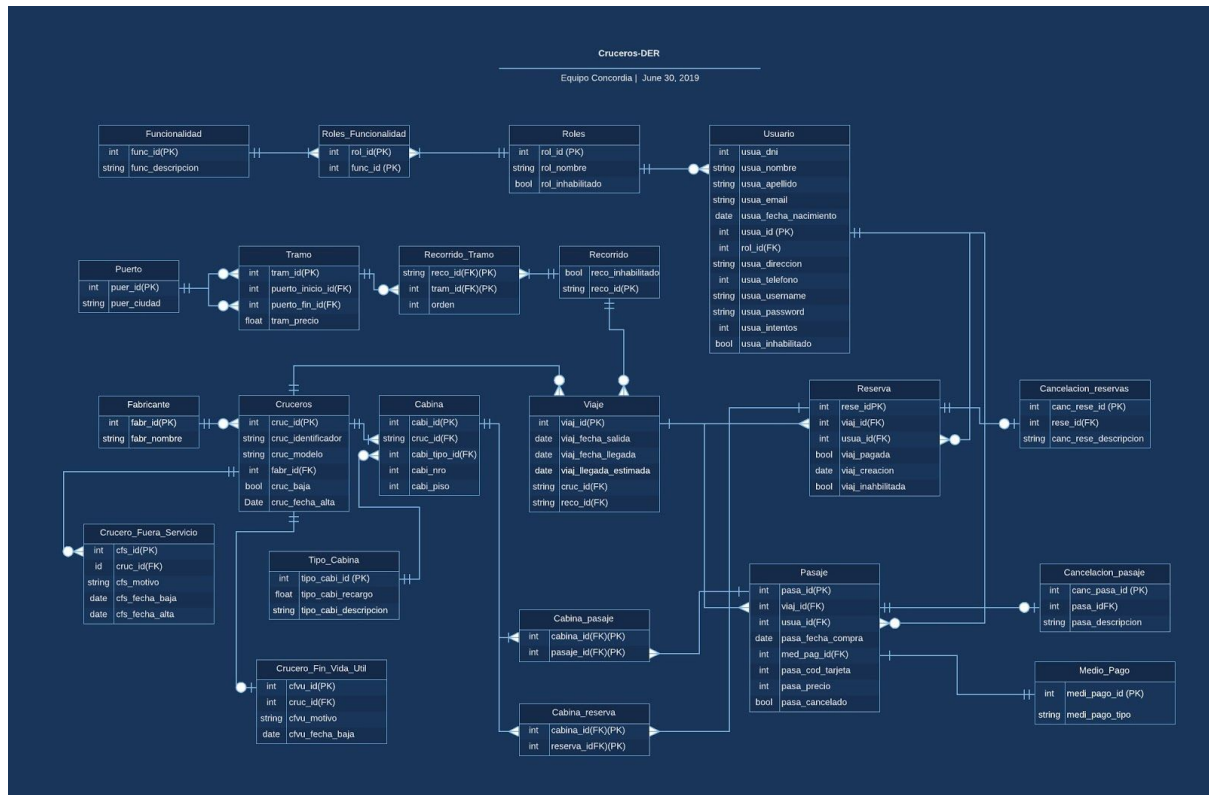 Cruceros-DER
Equipo Concordia | June 30, 2019
Funcionalidad
int func_id(PK)
string func_descripcion
Roles_Funcionalidad
int rol_id(PK)
int func_id (PK)
Roles
int rol_id (PK)
string rol_nombre
bool rol_inhabilitado
Usuario
int usua_dni
string usua_nombre
string usua_apellido
string usua_email
date usua_fecha_nacimiento
int usua_id (PK)
int rol_id(FK)
string usua_direccion
int usua_telefono
string usua_username
string usua_password
int usua_intentos
bool usua_inhabilitado
Puerto
int puer_id(PK)
string puer_ciudad
Tramo
int tram_id(PK)
int puerto_inicio_id(FK)
int puerto_fin_id(FK)
float tram_precio
Recorrido_Tramo
string reco_id(FK)(PK)
int tram_id(FK)(PK)
int orden
Recorrido
bool reco_inhabilitado
string reco_id(PK)
Fabricante
int fabr_id(PK)
string fabr_nombre
Cruceros
int cruc_id(PK)
string cruc_identificador
string cruc_modelo
int fabr_id(FK)
bool cruc_baja
Date cruc_fecha_alta
Cabina
int cabi_id(PK)
string cruc_id(FK)
int cabi_tipo_id(FK)
int cabi_nro
int cabi_piso
Viaje
int viaj_id(PK)
date viaj_fecha_salida
date viaj_fecha_llegada
date viaj_llegada_estimada
string cruc_id(FK)
string reco_id(FK)
Reserva
int rese_idPK)
int viaj_id(FK)
int usua_id(FK)
bool viaj_pagada
date viaj_creacion
bool viaj_inahbilitada
Cancelacion_reservas
int canc_rese_id (PK)
int rese_id(FK)
string canc_rese_descripcion
Crucero_Fuera_Servicio
int cfs_id(PK)
id cruc_id(FK)
string cfs_motivo
date cfs_fecha_baja
date cfs_fecha_alta
Tipo_Cabina
int tipo_cabi_id (PK)
float tipo_cabi_recargo
string tipo_cabi_descripcion
Cabina_pasaje
int cabina_id(FK)(PK)
int pasaje_id(FK)(PK)
Pasaje
int pasa_id(PK)
int viaj_id(FK)
int usua_id(FK)
date pasa_fecha_compra
int med_pag_id(FK)
int pasa_cod_tarjeta
int pasa_precio
bool pasa_cancelado
Cancelacion_pasaje
int canc_pasa_id (PK)
int pasa_idFK)
string pasa_descripcion
Crucero_Fin_Vida_Util
int cfvu_id(PK)
int cruc_id(FK)
string cfvu_motivo
date cfvu_fecha_baja
Cabina_reserva
int cabina_id(FK)(PK)
int reserva_idFK)(PK)
Medio_Pago
int medi_pago_id (PK)
string medi_pago_tipo